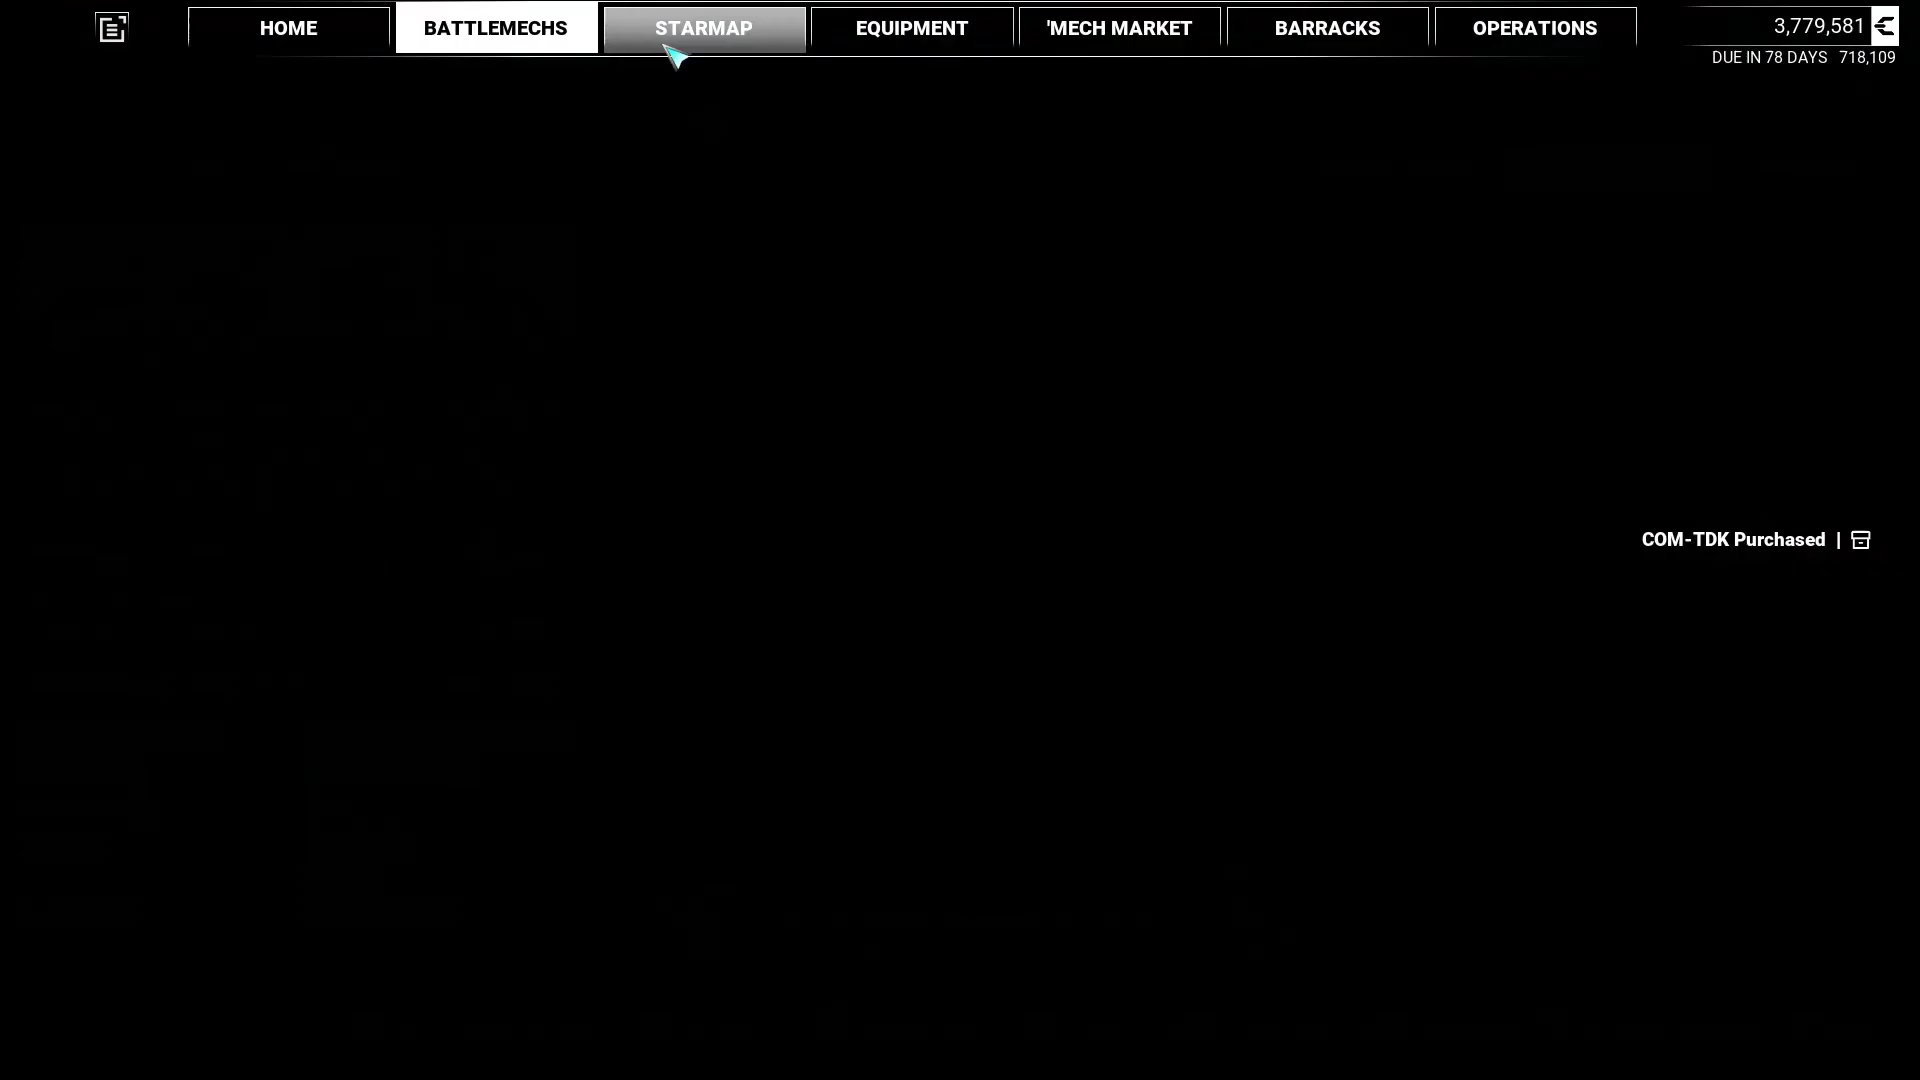 HOME
BATTLEMECHS
STARMAP
EQUIPMENT
'MECH MARKET
BARRACKS
OPERATIONS
3,779,581
DUE IN 78 DAYS 718,109
COM-TDK Purchased |